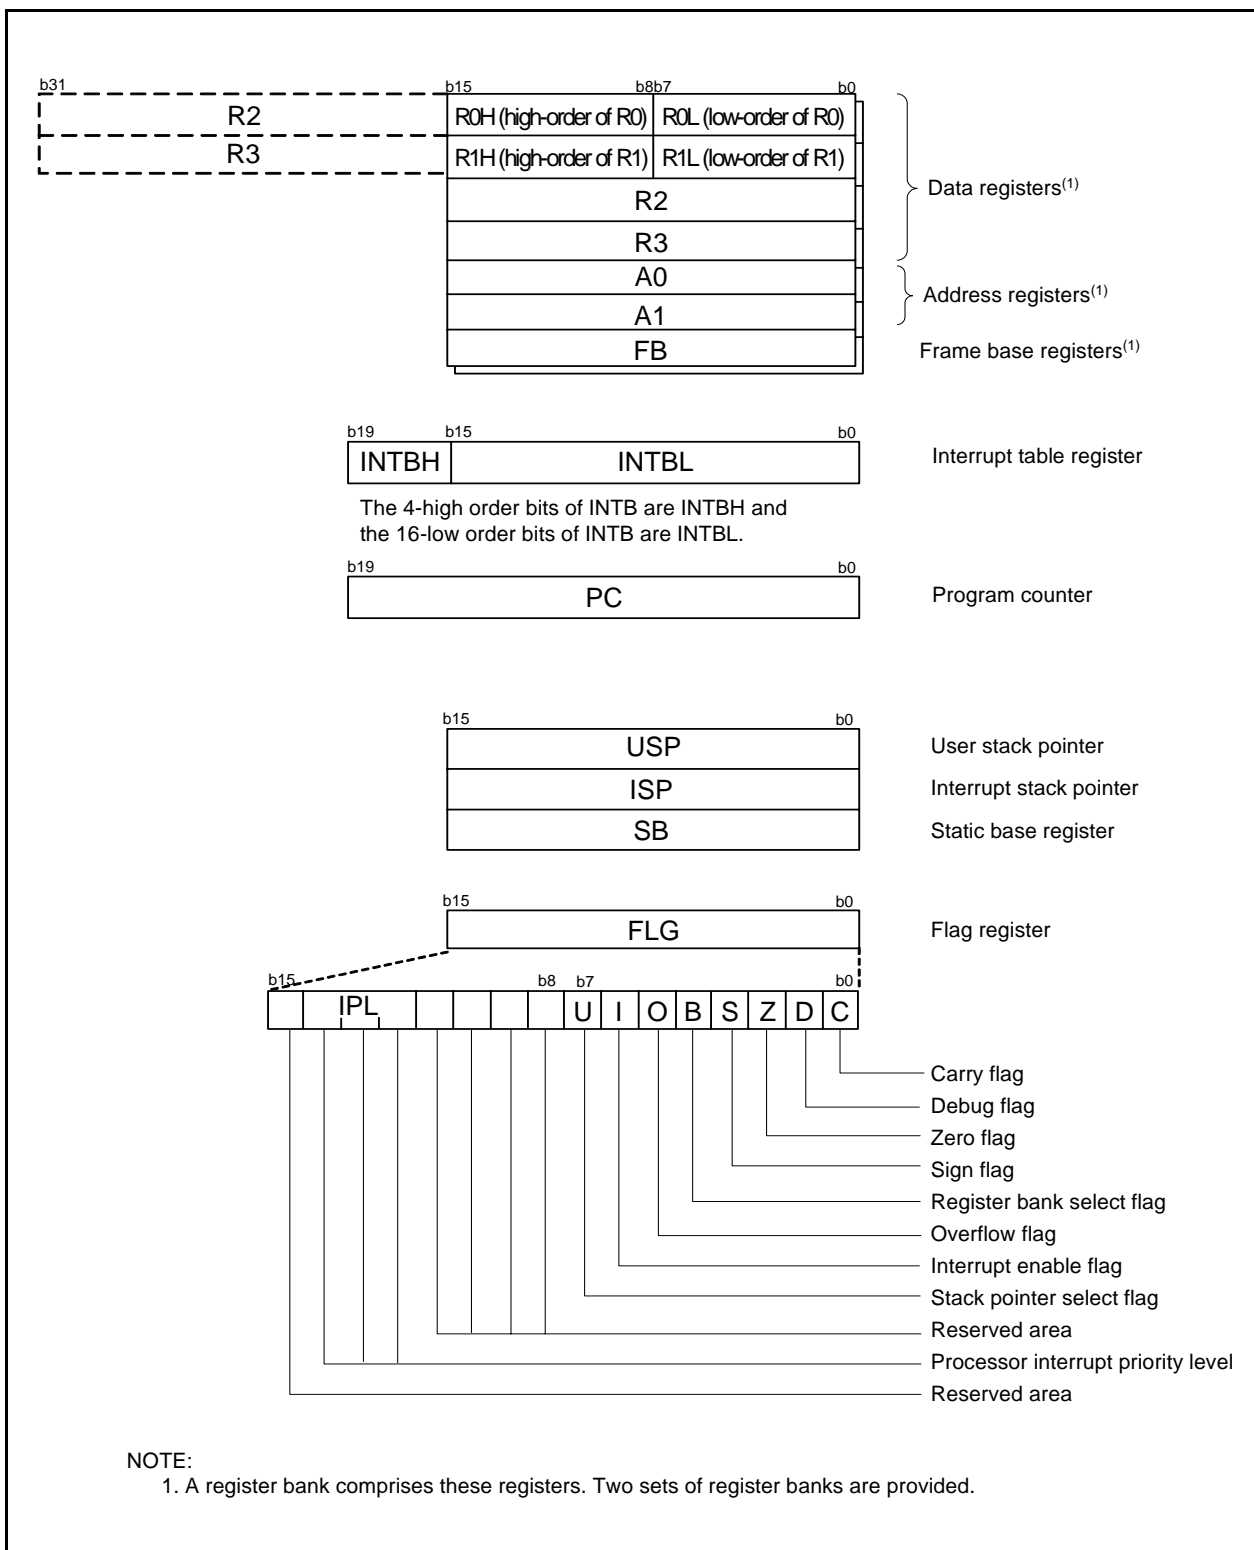 b31 b15 b8b7 b0
R2 R0H (high-order of R0) R0L (low-order of R0)
R3 R1H (high-order of R1) R1L (low-order of R1)
R2
Data registers(1)
R3
A0
Address registers(1)
A1
FB Frame base registers(1)
b19 b15 b0
INTBH INTBL Interrupt table register
The 4-high order bits of INTB are INTBH and
the 16-low order bits of INTB are INTBL.
b19 b0
PC Program counter
b15 b0
USP User stack pointer
ISP Interrupt stack pointer
SB Static base register
b15 b0
FLG Flag register
b15 b8 b7 b0
IPL U I O B S Z D C
Carry flag
Debug flag
Zero flag
Sign flag
Register bank select flag
Overflow flag
Interrupt enable flag
Stack pointer select flag
Reserved area
Processor interrupt priority level
Reserved area
NOTE:
1. A register bank comprises these registers. Two sets of register banks are provided.